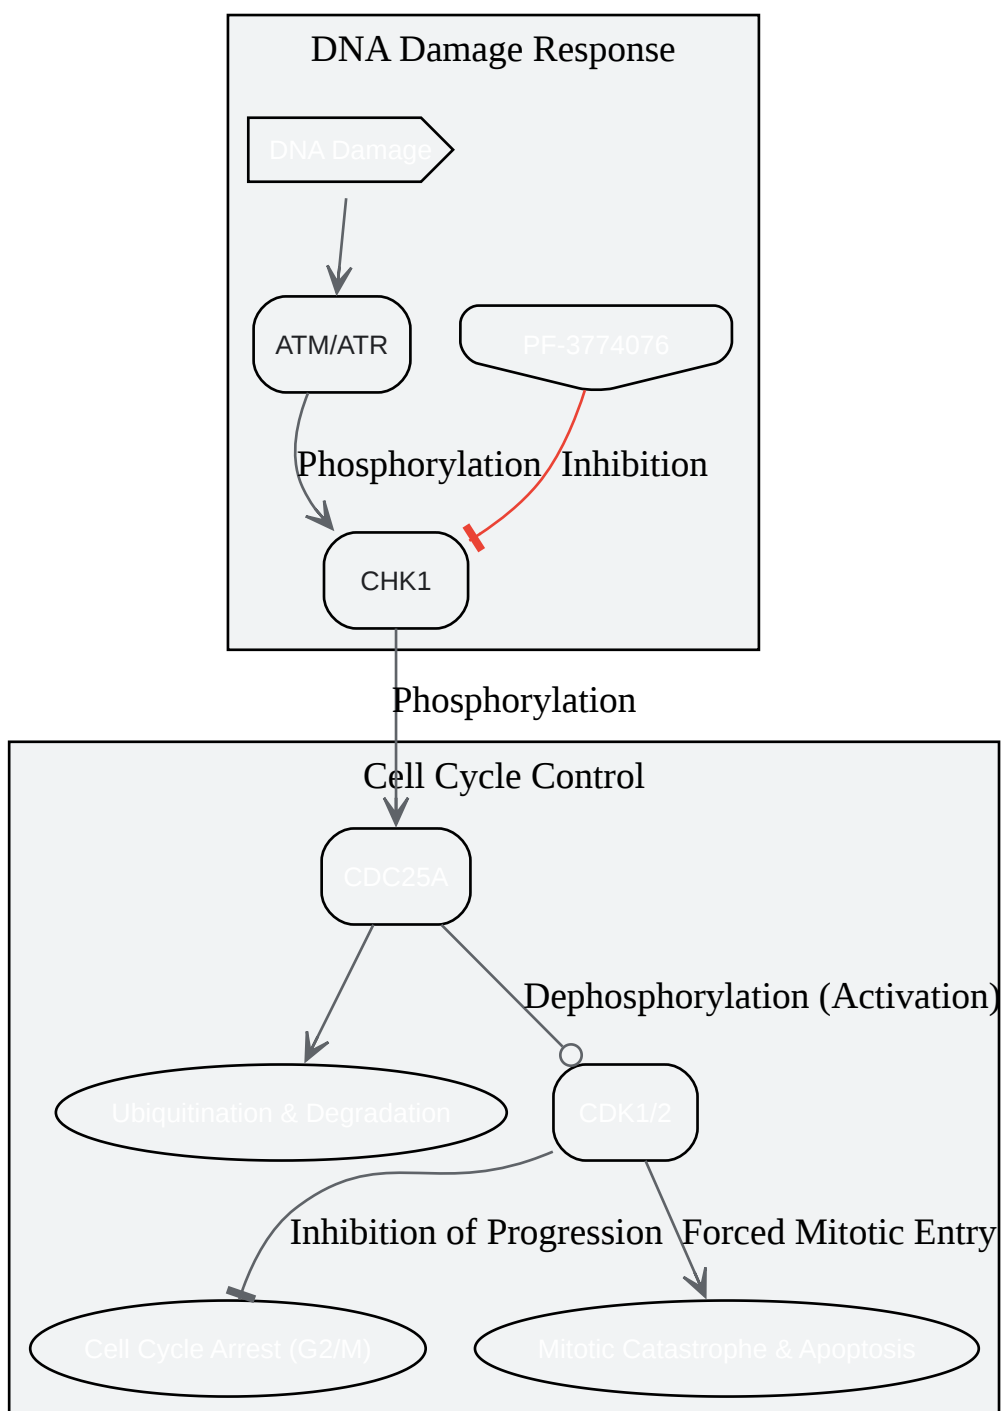 DNA Damage Response
DNA Damage
ATM/ATR
PF-3774076
Phosphorylation
Inhibition
CHK1
Phosphorylation
Cell Cycle Control
CDC25A
Dephosphorylation (Activation)
Ubiquitination & Degradation
CDK1/2
Inhibition of Progression
Forced Mitotic Entry
Cell Cycle Arrest (G2/M)
Mitotic Catastrophe & Apoptosis